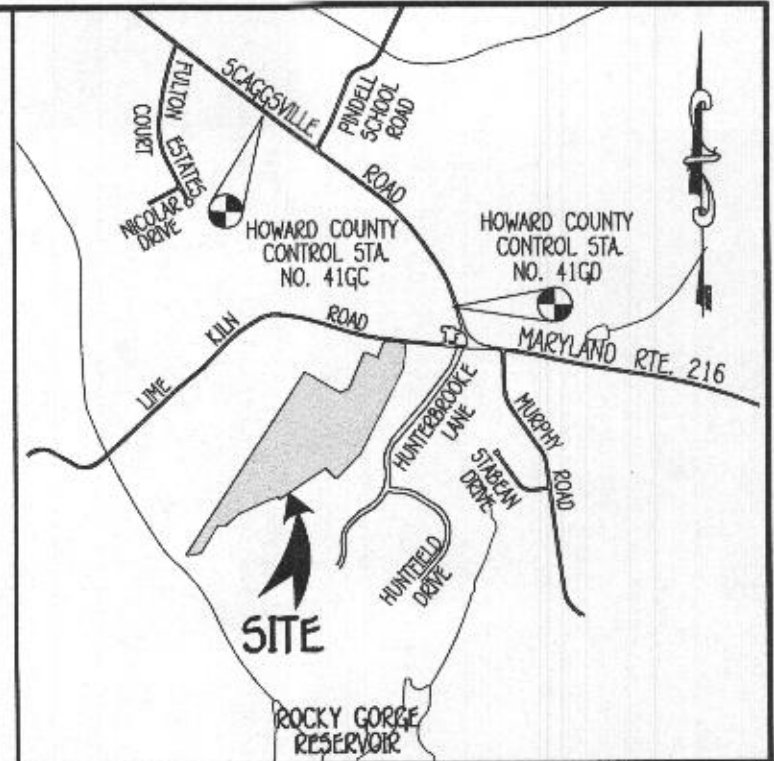 SCAGGSVILLE
ROAD
PINDELL
SCHOOL
ROAD
FULTON ESTATES
COURT
NICOLAR
DRIVE
HOWARD COUNTY
CONTROL STA.
NO. 41GC
HOWARD COUNTY
CONTROL STA.
NO. 41GD
LIME KILN ROAD
MARYLAND RTE. 216
HUNTERBROOKE
LANE
MURPHY
ROAD
STABEAN
DRIVE
HUNTFIELD
DRIVE
SITE
ROCKY GORGE
RESERVOIR